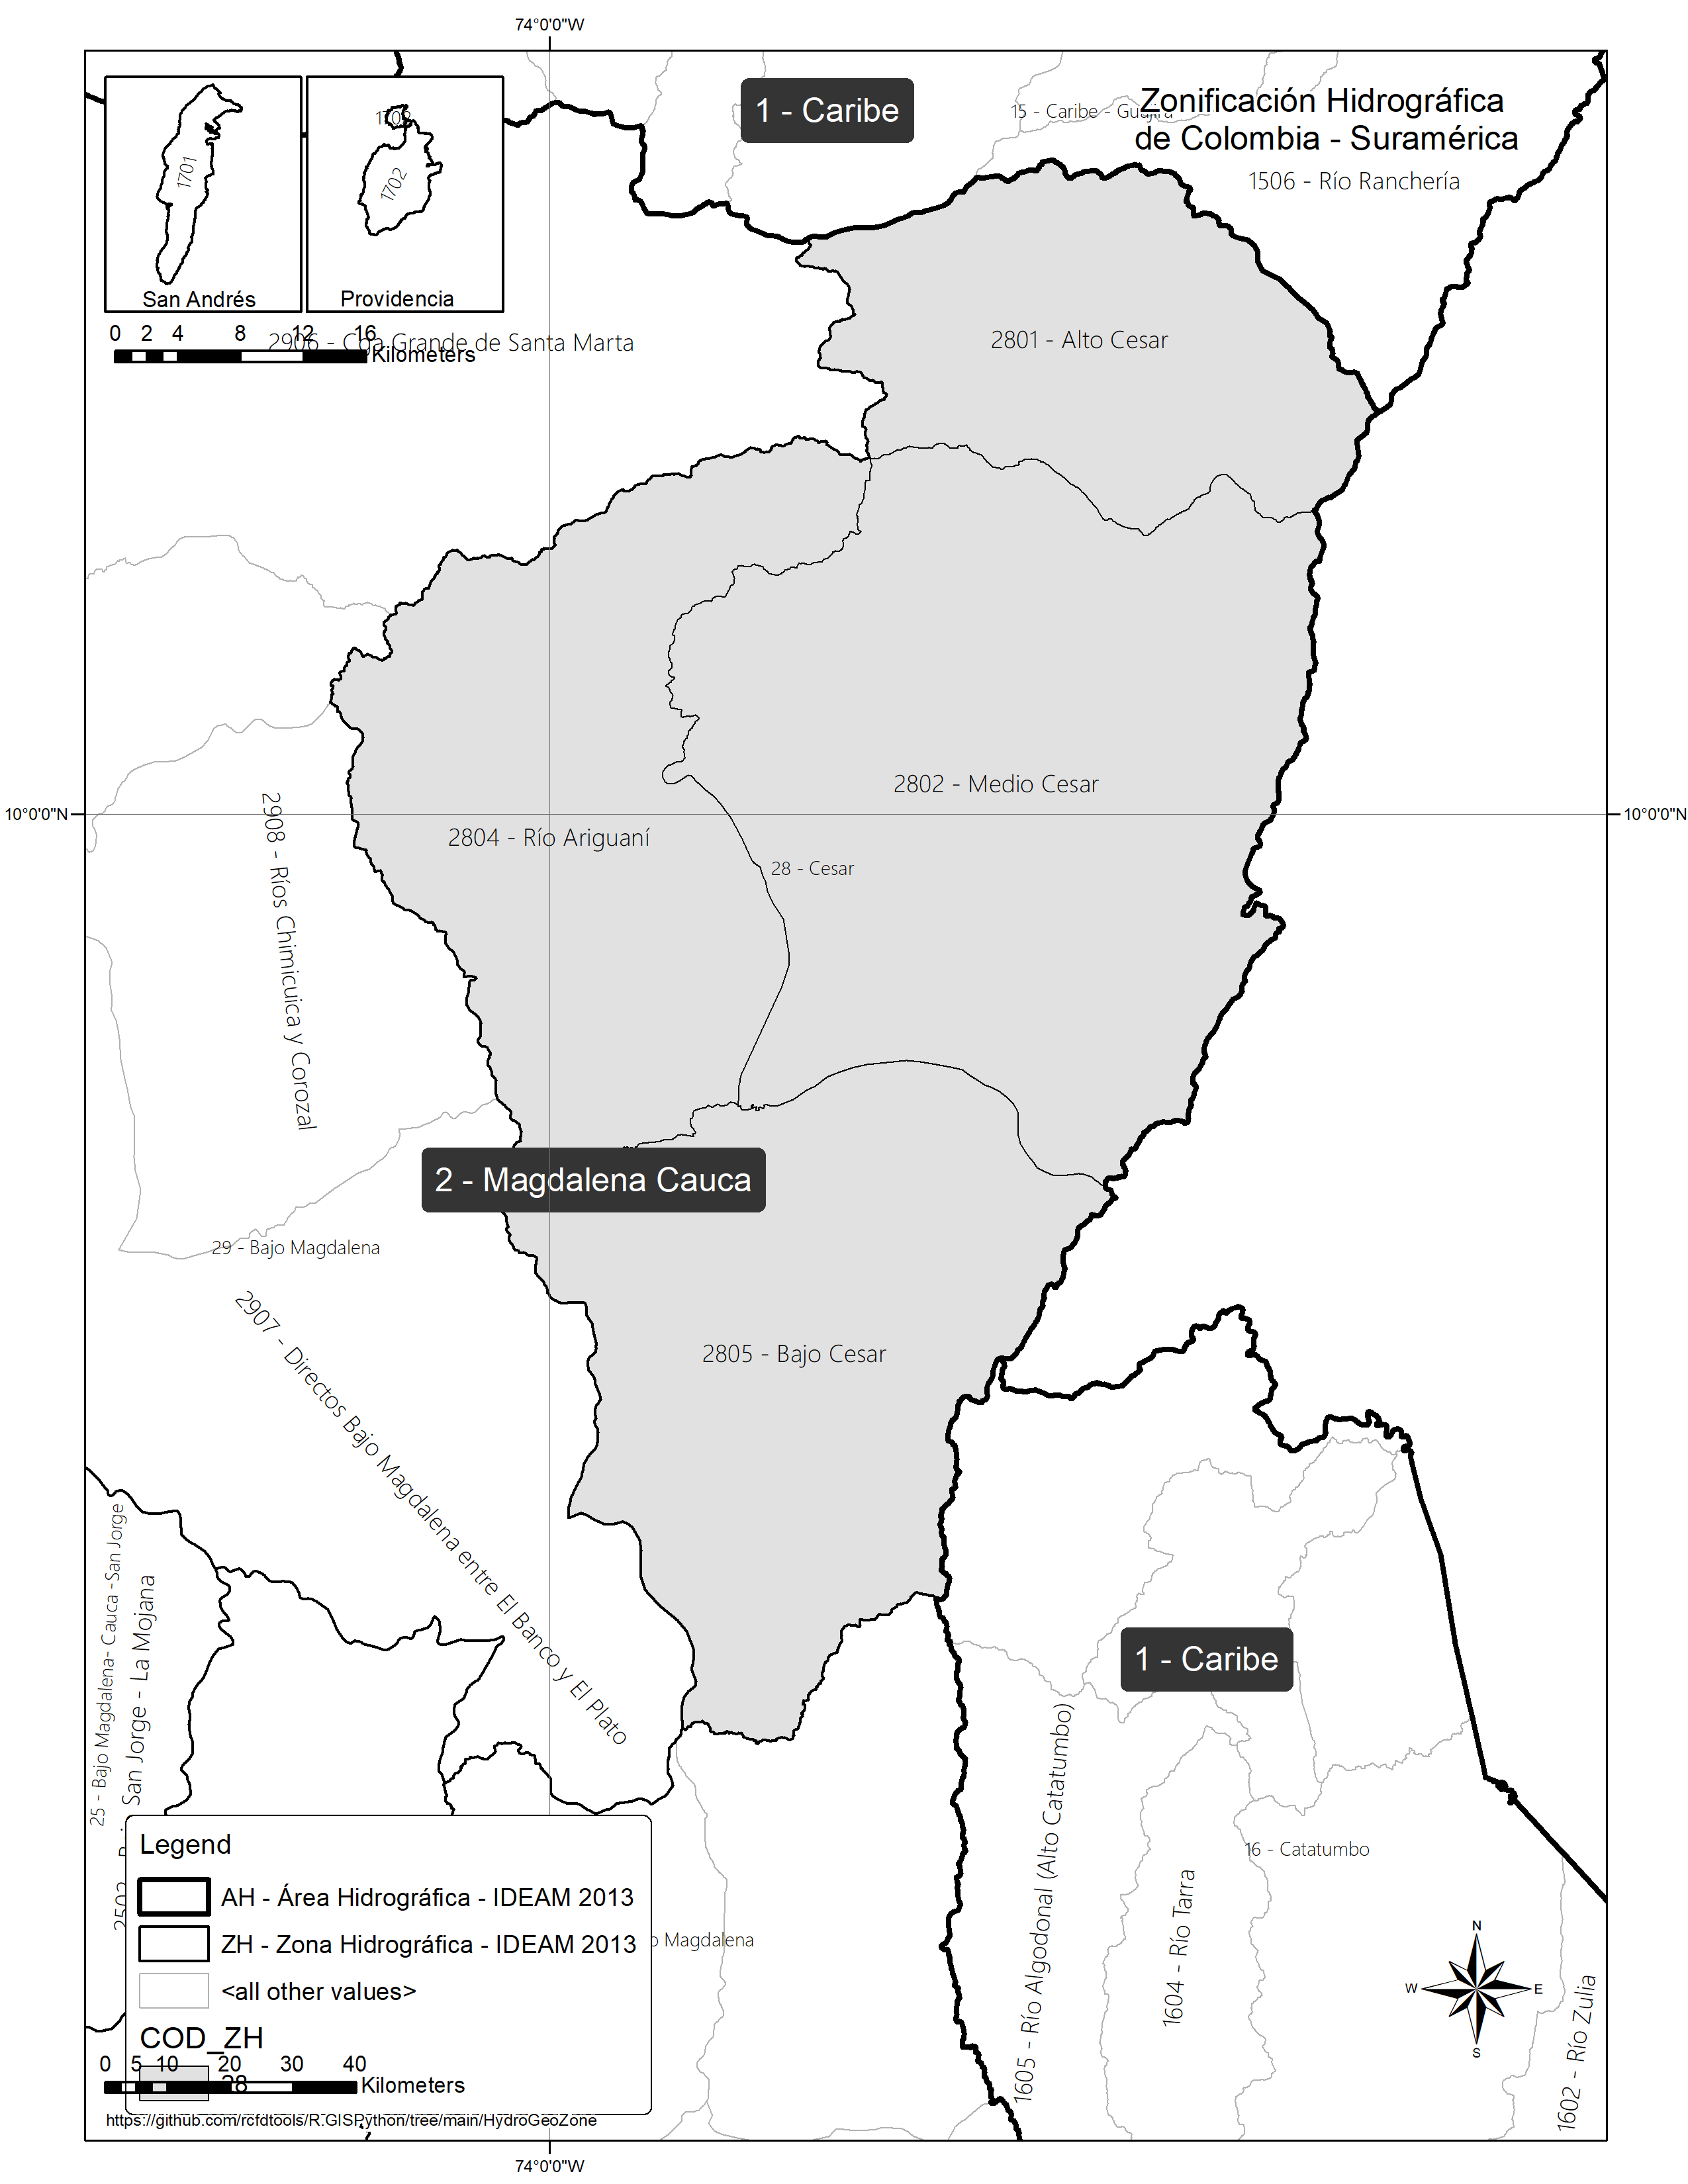 74°0'0"W
1 - Caribe
15 - Caribe - Guajira
Zonificación Hidrográfica
de Colombia - Suramérica
1506 - Río Ranchería
1701
1702
San Andrés
Providencia
0 2 4 8 12 16
Kilometers
2906 - Cga Grande de Santa Marta
2801 - Alto Cesar
2802 - Medio Cesar
10°0'0"N
10°0'0"N
2804 - Río Ariguaní
28 - Cesar
2908 - Ríos Chimicuica y Corozal
2 - Magdalena Cauca
29 - Bajo Magdalena
2907 - Directos Bajo Magdalena entre El Banco y El Plato
2805 - Bajo Cesar
25 - Bajo Magdalena- Cauca -San Jorge
San Jorge - La Mojana
1 - Caribe
1605 - Río Algodonal (Alto Catatumbo)
1604 - Río Tarra
16 - Catatumbo
1602 - Río Zulia
Legend
AH - Área Hidrográfica - IDEAM 2013
ZH - Zona Hidrográfica - IDEAM 2013
Magdalena
<all other values>
COD_ZH
28
0 5 10 20 30 40
Kilometers
https://github.com/rcfdtools/R.GISPython/tree/main/HydroGeoZone
N
W
E
S
74°0'0"W